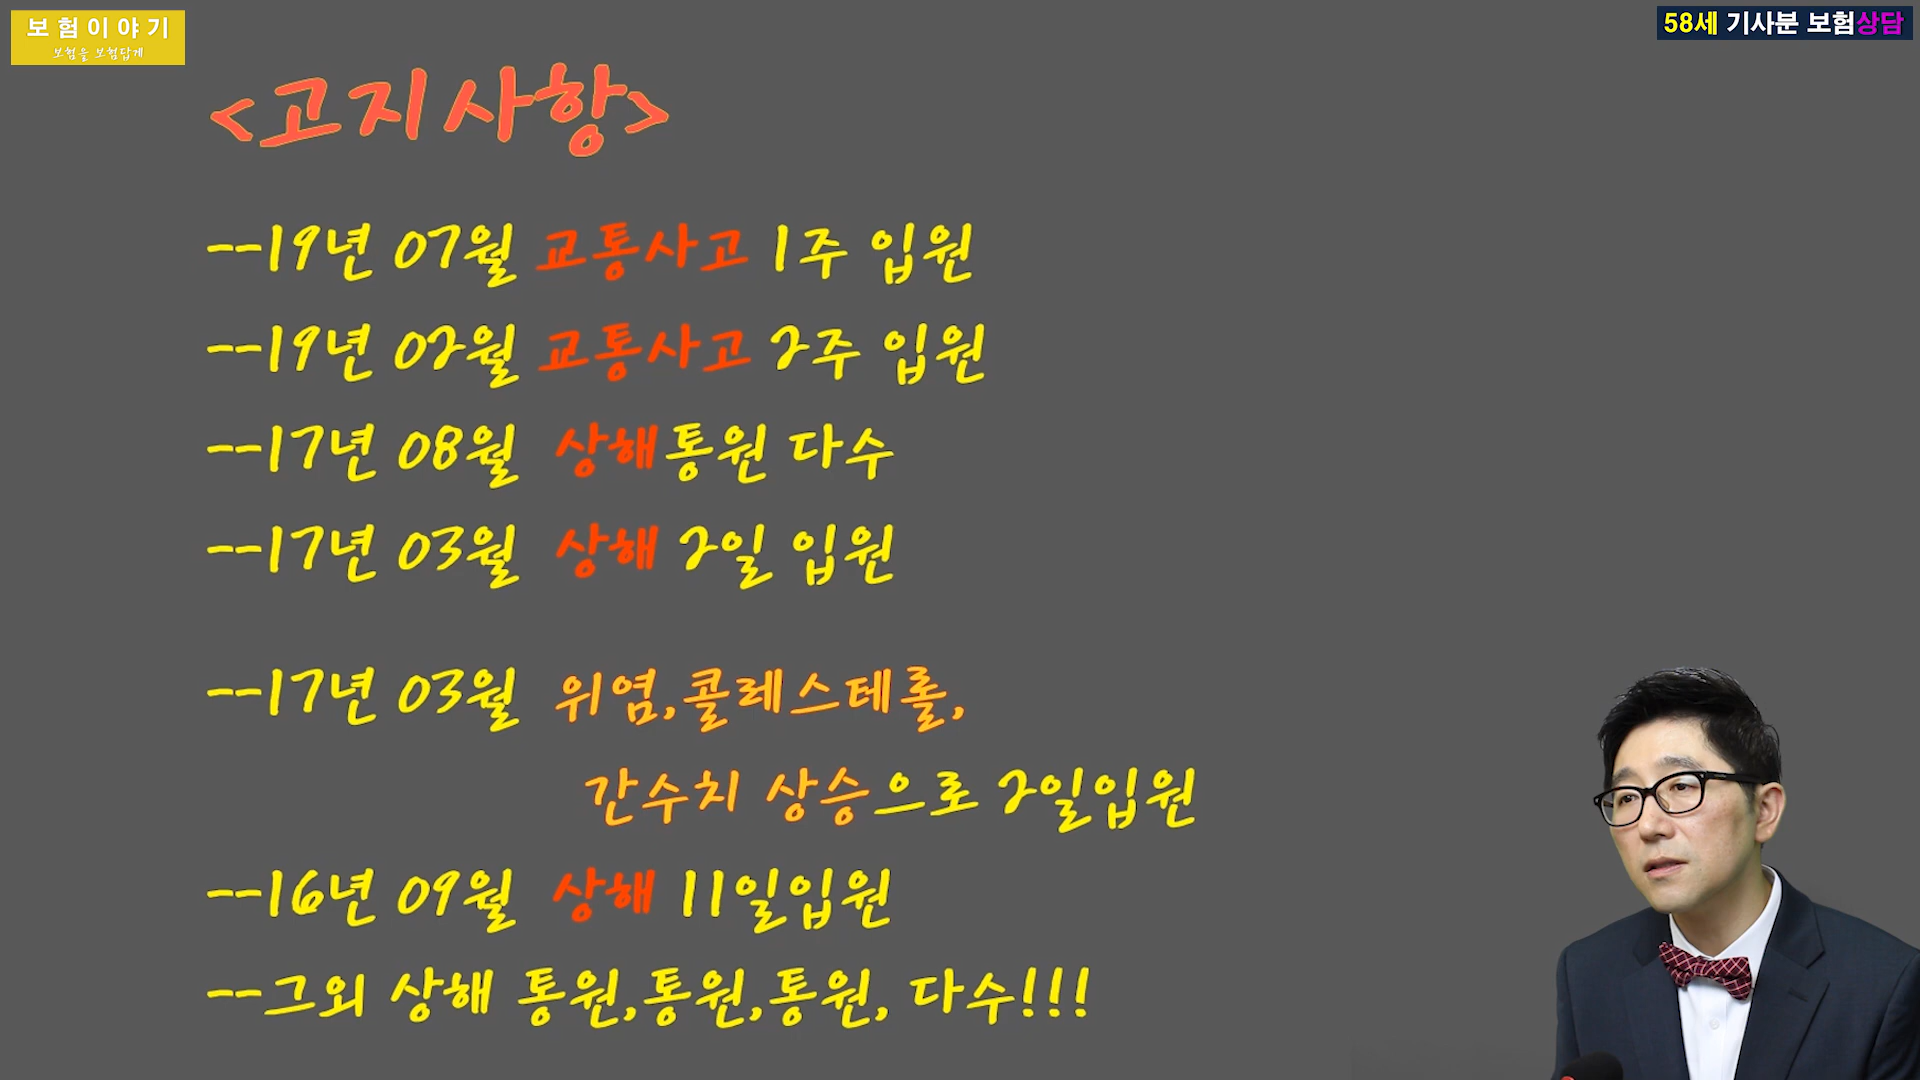 보험이야기
보험을 보험답게
58세 기사분 보험상담
<고지사항>
--19년 07월 교통사고 1주 입원
--19년 02월 교통사고 2주 입원
--17년 08월 상해통원 다수
--17년 03월 상해 2일 입원
--17년 03월 위염,콜레스테롤,
간수치 상승으로 2일입원
--16년 09월 상해 11일입원
--그외 상해 통원,통원,통원, 다수!!!